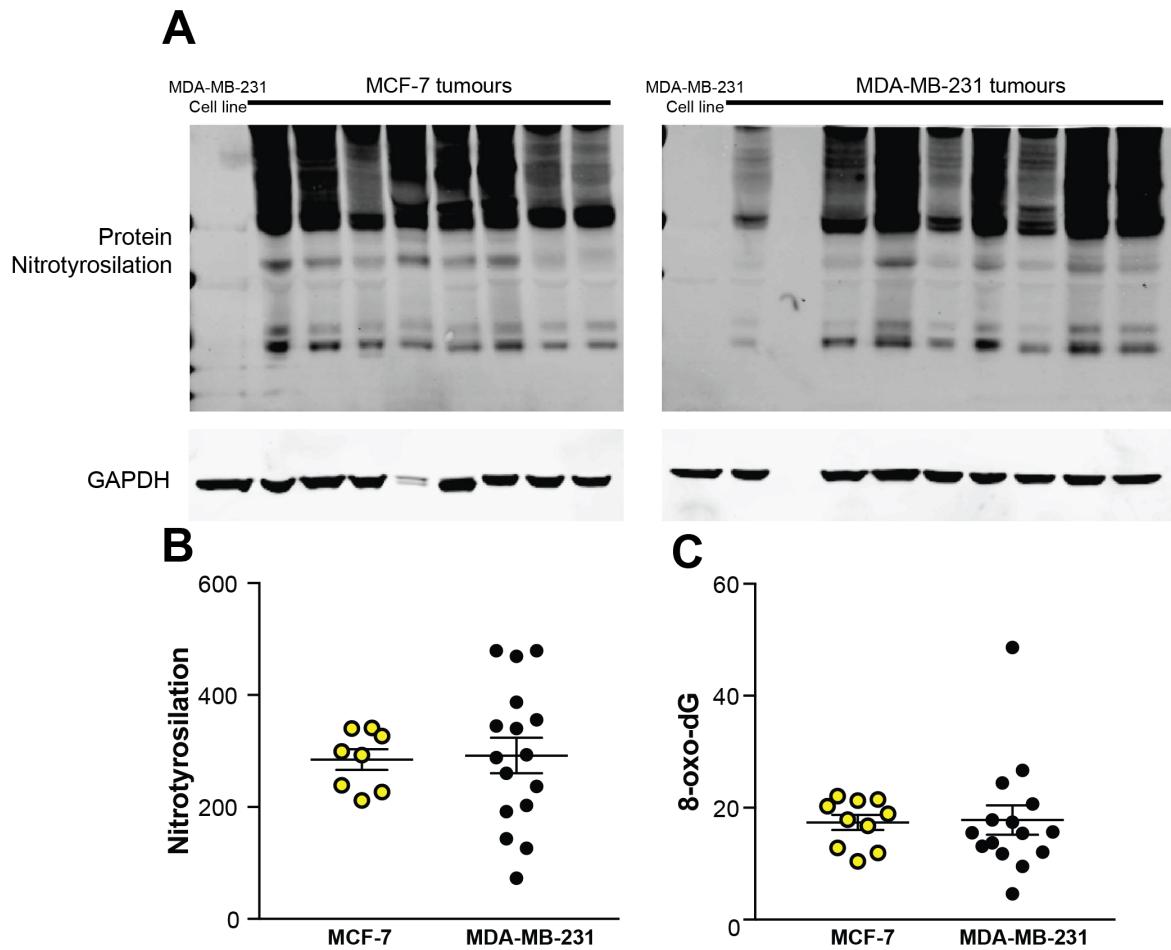 A
MDA-MB-231
Cell line
MCF-7 tumours
MDA-MB-231
Cell line
MDA-MB-231 tumours
Protein
Nitrotyrosilation
GAPDH
B
600
400
200
0
Nitrotyrosilation
MCF-7
MDA-MB-231
C
60
40
20
0
8-oxo-dG
MCF-7
MDA-MB-231